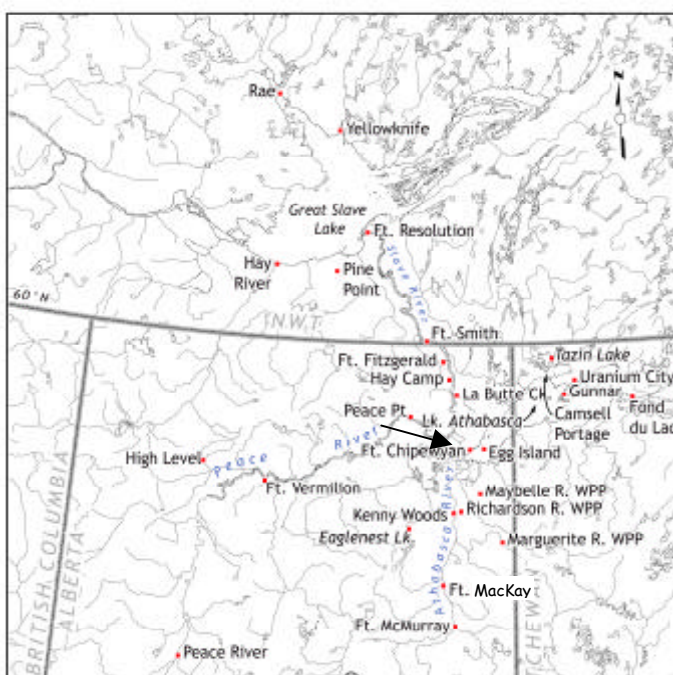 Rae
N
Yellowknife
Great Slave
Lake
Ft. Resolution
Hay
River
Pine
Point
Slave River
60°N
N.W.T.
Ft. Smith
Ft. Fitzgerald
Tazin Lake
Hay Camp
Uranium City
La Butte Ck.
Gunnar
Peace Pt
Lk. Athabasca
Camsell
Portage
Fond
du Lac
High Level
Peace River
Ft. Chipewyan
Egg Island
Ft. Vermilion
Maybelle R. WPP
Kenny Woods
Richardson R. WPP
Eaglenest Lk.
Marguerite R. WPP
Athabasca River
BRITISH COLUMBIA
ALBERTA
Ft. MacKay
TCHEWAN
Ft. McMurray
Peace River